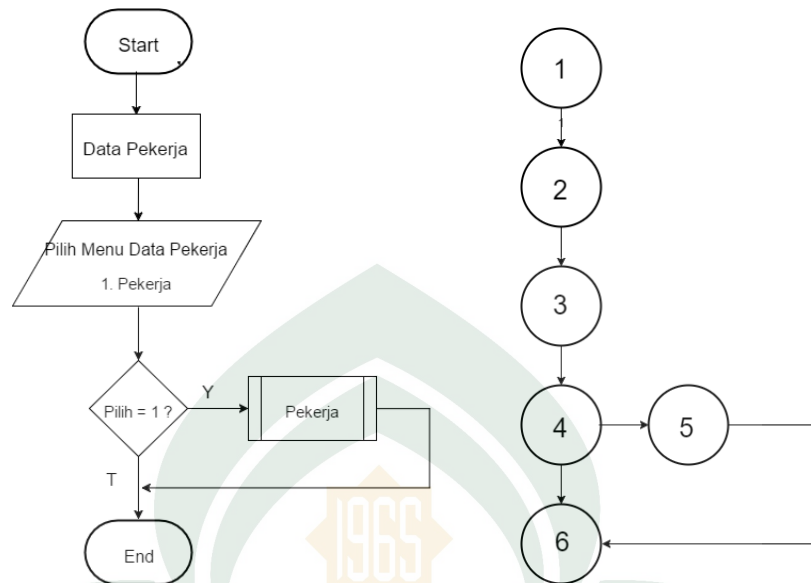 Start
Data Pekerja
Pilih Menu Data Pekerja
1. Pekerja
Pilih = 1 ?
Y
Pekerja
T
End
1
1
2
3
4
5
6
1965